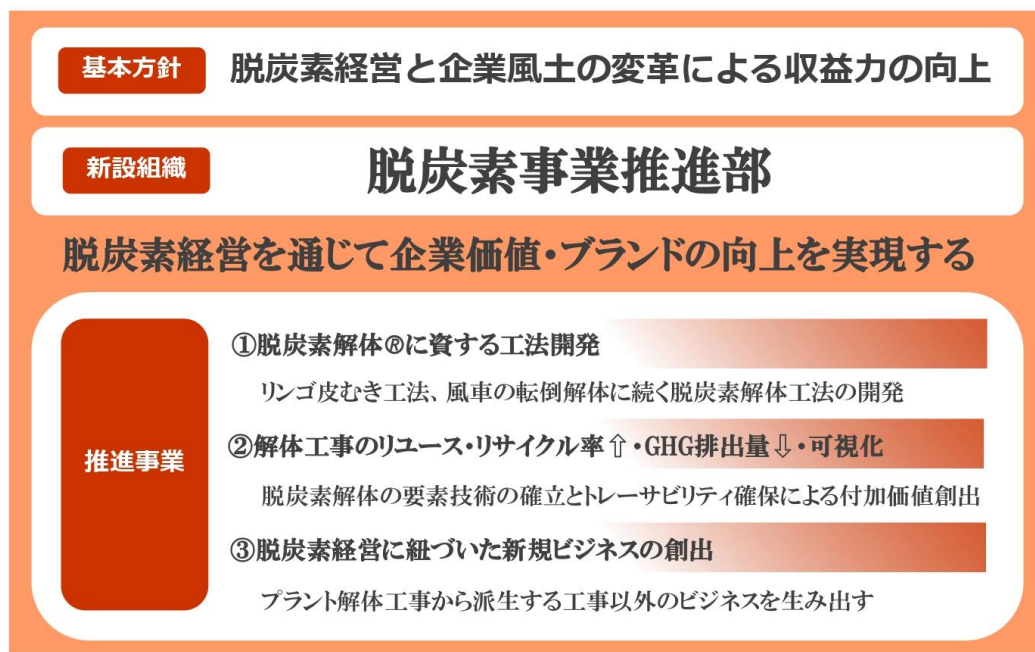 基本方針 脱炭素経営と企業風土の変革による収益力の向上
新設組織 脱炭素事業推進部
脱炭素経営を通じて企業価値・ブランドの向上を実現する
推進事業
①脱炭素解体®に資する工法開発
リンゴ皮むき工法、風車の転倒解体に続く脱炭素解体工法の開発
②解体工事のリユース・リサイクル率⇧・GHG排出量⇩・可視化
脱炭素解体の要素技術の確立とトレーサビリティ確保による付加価値創出
③脱炭素経営に紐づいた新規ビジネスの創出
プラント解体工事から派生する工事以外のビジネスを生み出す